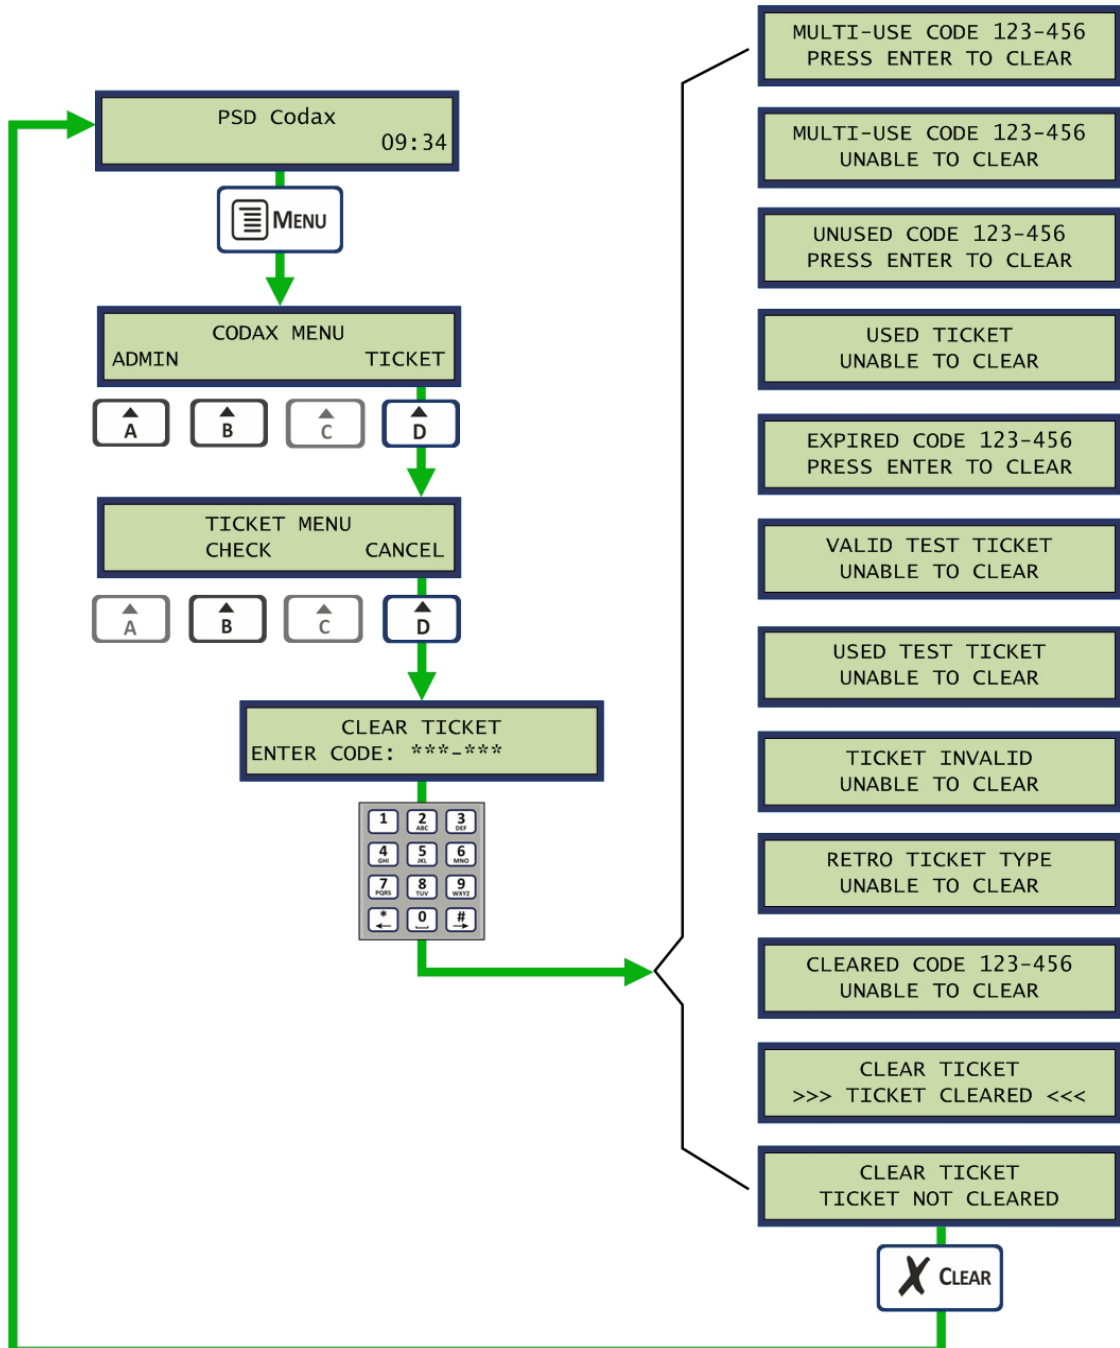 PSD Codax
09:34
MENU
CODAX MENU
ADMIN TICKET
A B C D
TICKET MENU
CHECK CANCEL
A B C D
CLEAR TICKET
ENTER CODE: ***-***
1 2 3
ABC DEF
4 5 6
GHI JKL MNO
7 8 9
PQRS TUV WXYZ
* 0 #
MULTI-USE CODE 123-456
PRESS ENTER TO CLEAR
MULTI-USE CODE 123-456
UNABLE TO CLEAR
UNUSED CODE 123-456
PRESS ENTER TO CLEAR
USED TICKET
UNABLE TO CLEAR
EXPIRED CODE 123-456
PRESS ENTER TO CLEAR
VALID TEST TICKET
UNABLE TO CLEAR
USED TEST TICKET
UNABLE TO CLEAR
TICKET INVALID
UNABLE TO CLEAR
RETRO TICKET TYPE
UNABLE TO CLEAR
CLEARED CODE 123-456
UNABLE TO CLEAR
CLEAR TICKET
>>> TICKET CLEARED <<<
CLEAR TICKET
TICKET NOT CLEARED
X CLEAR